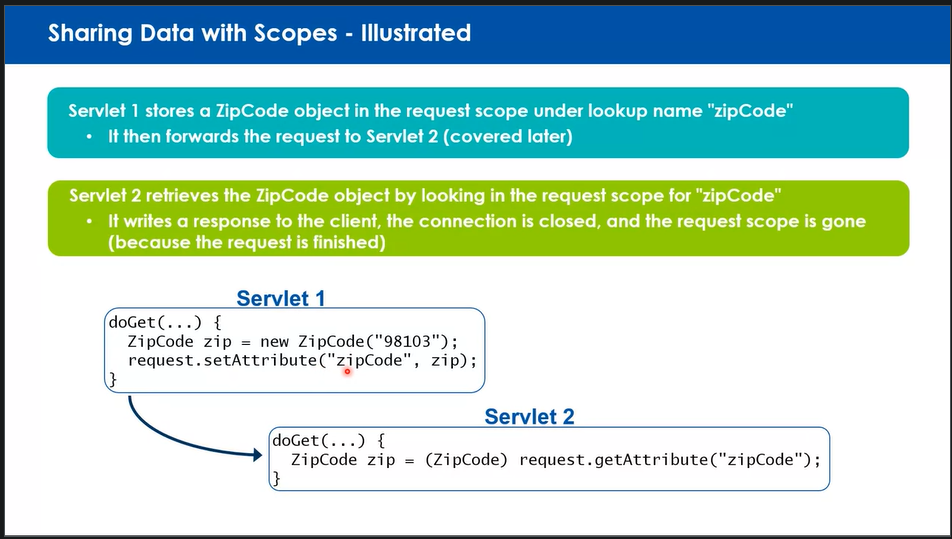 Sharing Data with Scopes - Illustrated
Servlet 1 stores a ZipCode object in the request scope under lookup name "zipCode"
• It then forwards the request to Servlet 2 (covered later)
Servlet 2 retrieves the ZipCode object by looking in the request scope for "zipCode"
• It writes a response to the client, the connection is closed, and the request scope is gone
(because the request is finished)
Servlet 1
doGet(...) {
  ZipCode zip = new ZipCode("98103");
  request.setAttribute("zipCode", zip);
}
Servlet 2
doGet(...) {
  ZipCode zip = (ZipCode) request.getAttribute("zipCode");
}